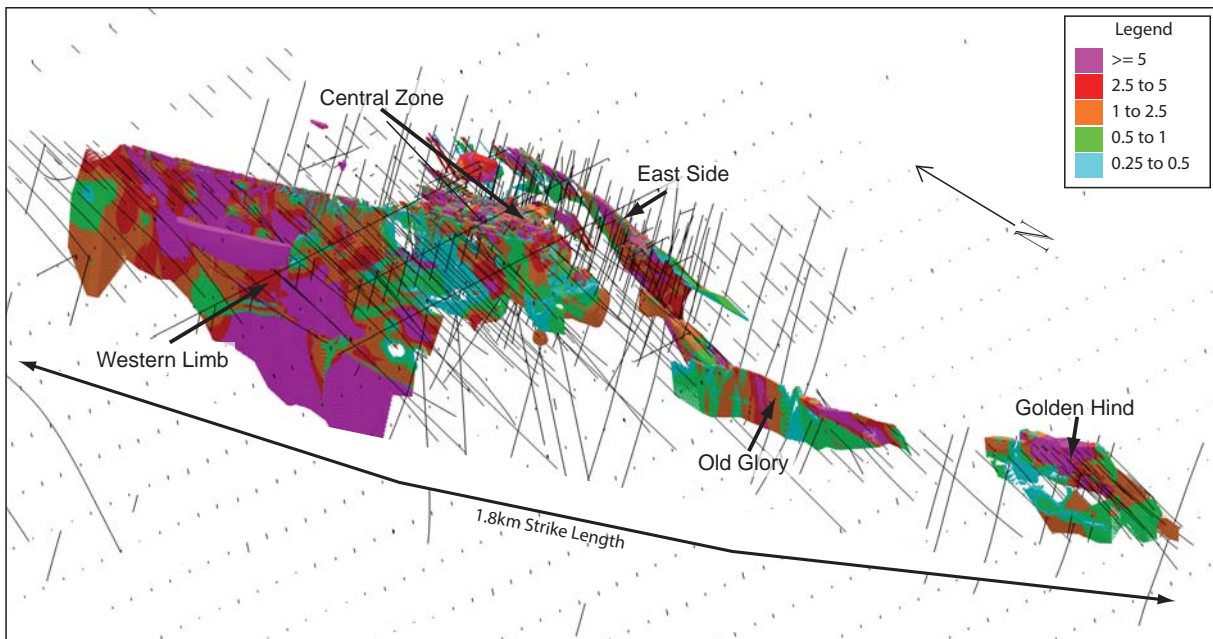 Legend
>= 5
2.5 to 5
1 to 2.5
0.5 to 1
0.25 to 0.5
Central Zone
East Side
N
Western Limb
Golden Hind
Old Glory
1.8km Strike Length